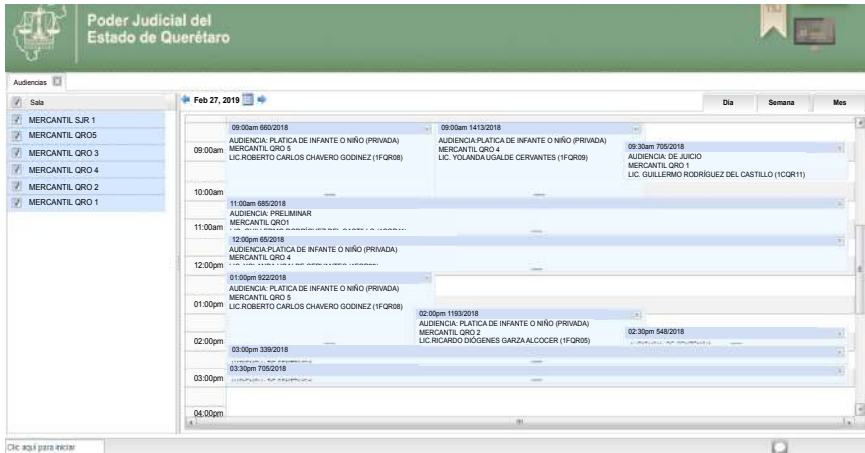 Poder Judicial del
Estado de Querétaro
TSJ
Audiencias
Sala
MERCANTIL SJR 1
MERCANTIL QRO5
MERCANTIL QRO 3
MERCANTIL QRO 4
MERCANTIL QRO 2
MERCANTIL QRO 1
Feb 27, 2019
Día Semana Mes
09:00am
10:00am
11:00am
12:00pm
01:00pm
02:00pm
03:00pm
04:00pm
09:00am 660/2018
AUDIENCIA: PLATICA DE INFANTE O NIÑO (PRIVADA)
MERCANTIL QRO 5
LIC.ROBERTO CARLOS CHAVERO GODINEZ (1FQR08)
09:00am 1413/2018
AUDIENCIA:PLATICA DE INFANTE O NIÑO (PRIVADA)
MERCANTIL QRO 4
LIC. YOLANDA UGALDE CERVANTES (1FQR09)
09:30am 705/2018
AUDIENCIA: DE JUICIO
MERCANTIL QRO 1
LIC. GUILLERMO RODRÍGUEZ DEL CASTILLO (1CQR11)
11:00am 685/2018
AUDIENCIA: PRELIMINAR
MERCANTIL QRO1
12:00pm 65/2018
AUDIENCIA:PLATICA DE INFANTE O NIÑO (PRIVADA)
MERCANTIL QRO 4
01:00pm 922/2018
AUDIENCIA: PLATICA DE INFANTE O NIÑO (PRIVADA)
MERCANTIL QRO 5
LIC.ROBERTO CARLOS CHAVERO GODINEZ (1FQR08)
02:00pm 1193/2018
AUDIENCIA: PLATICA DE INFANTE O NIÑO (PRIVADA)
MERCANTIL QRO 2
LIC.RICARDO DIÓGENES GARZA ALCOCER (1FQR05)
02:30pm 548/2018
03:00pm 339/2018
03:30pm 705/2018
Clic aquí para iniciar